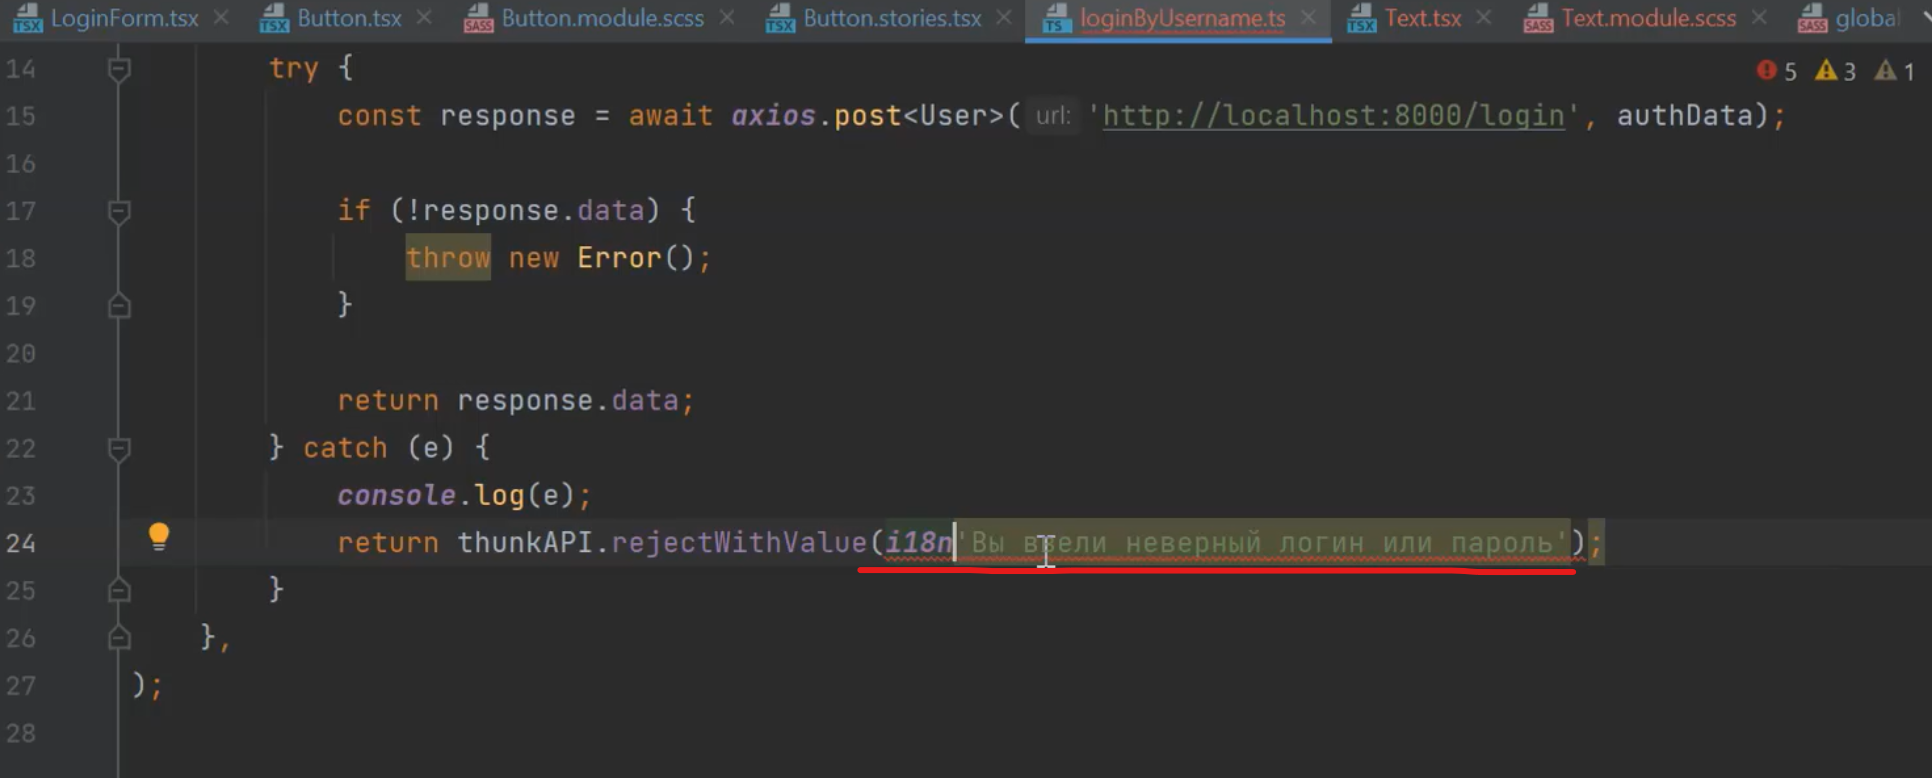 LoginForm.tsx Button.tsx Button.module.scss Button.stories.tsx loginByUsername.ts Text.tsx Text.module.scss global
14 try { 5 3 1
15 const response = await axios.post<User>( url: 'http://localhost:8000/login', authData);
16
17 if (!response.data) {
18 throw new Error();
19 }
20
21 return response.data;
22 } catch (e) {
23 console.log(e);
24 return thunkAPI.rejectWithValue(i18n'Вы ввели неверный логин или пароль');
25 }
26 },
27 );
28